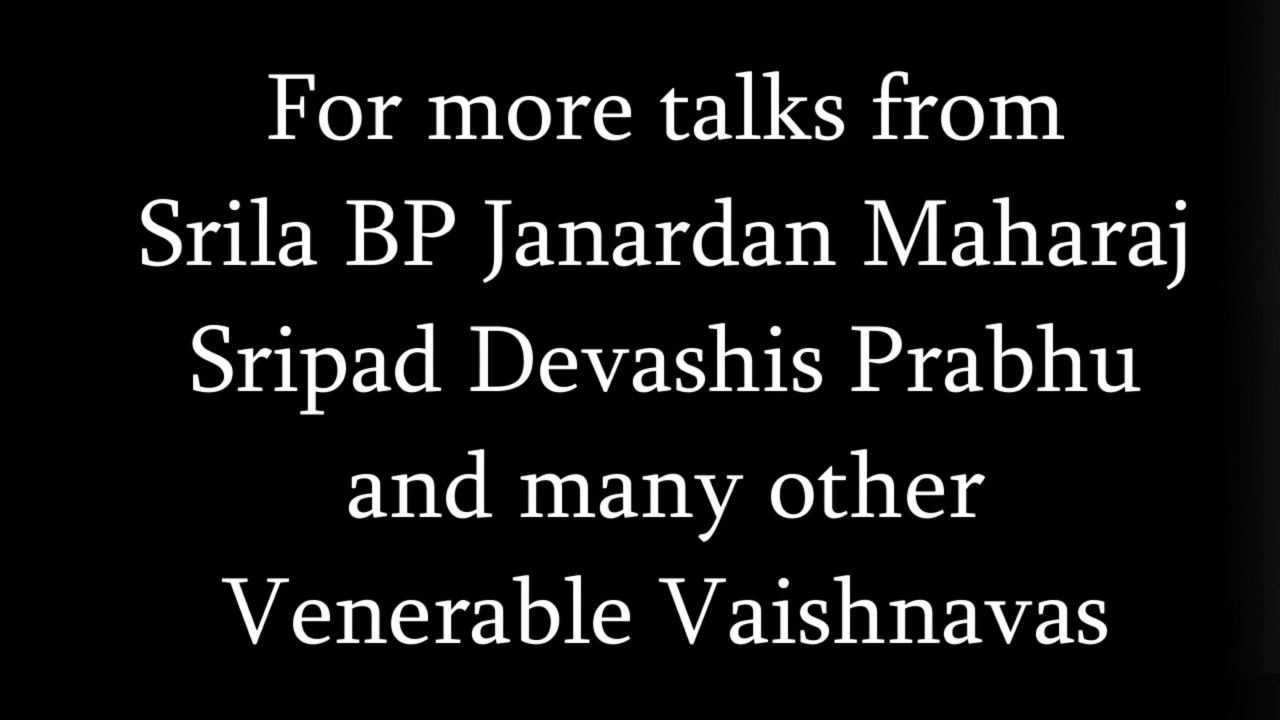 For more talks from
Srila BP Janardan Maharaj
Sripad Devashis Prabhu
and many other
Venerable Vaishnavas